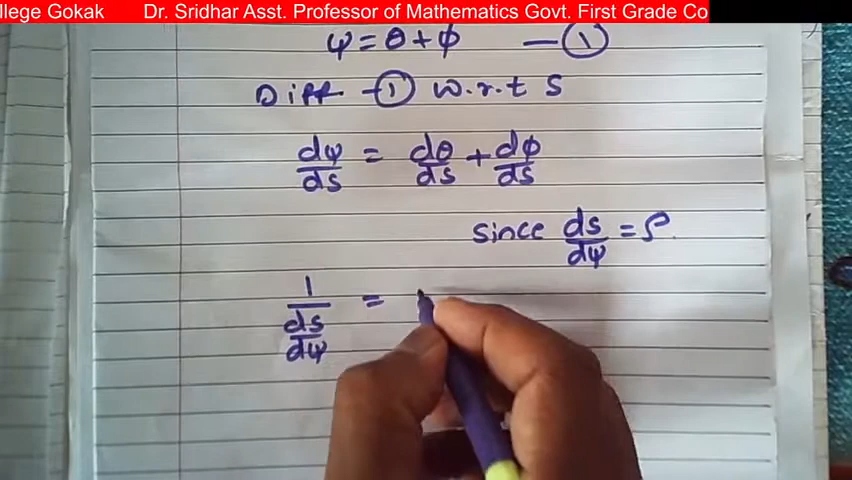 llege Gokak Dr. Sridhar Asst. Professor of Mathematics Govt. First Grade Co
ψ = θ + ϕ — ①
Diff - ① w.r.t s
dψ/ds = dθ/ds + dϕ/ds
since ds/dψ = ρ
1/(ds/dψ) =